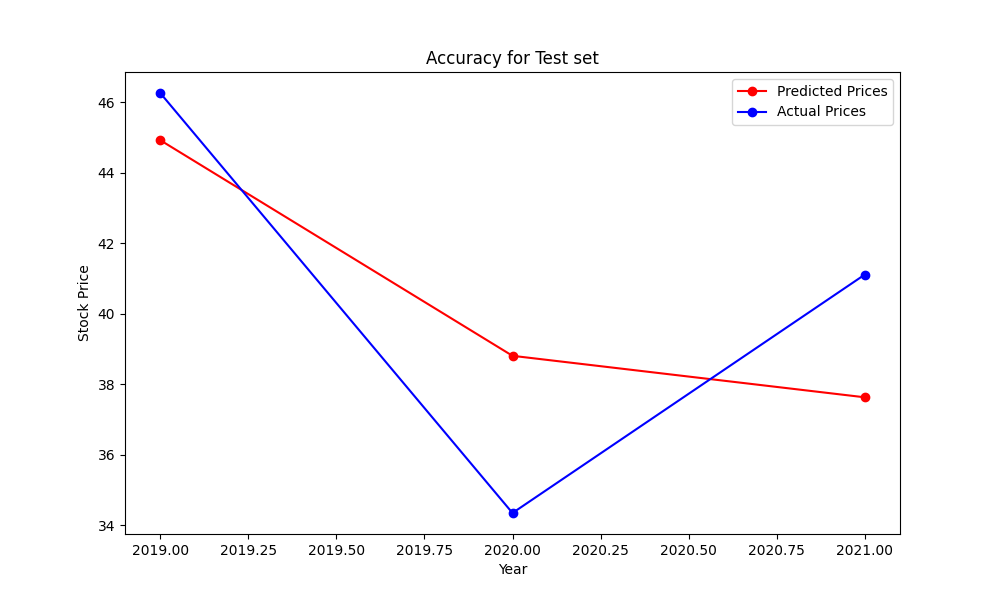 Accuracy for Test set
Predicted Prices
Actual Prices
Stock Price
46
44
42
40
38
36
34
2019.00 2019.25 2019.50 2019.75 2020.00 2020.25 2020.50 2020.75 2021.00
Year